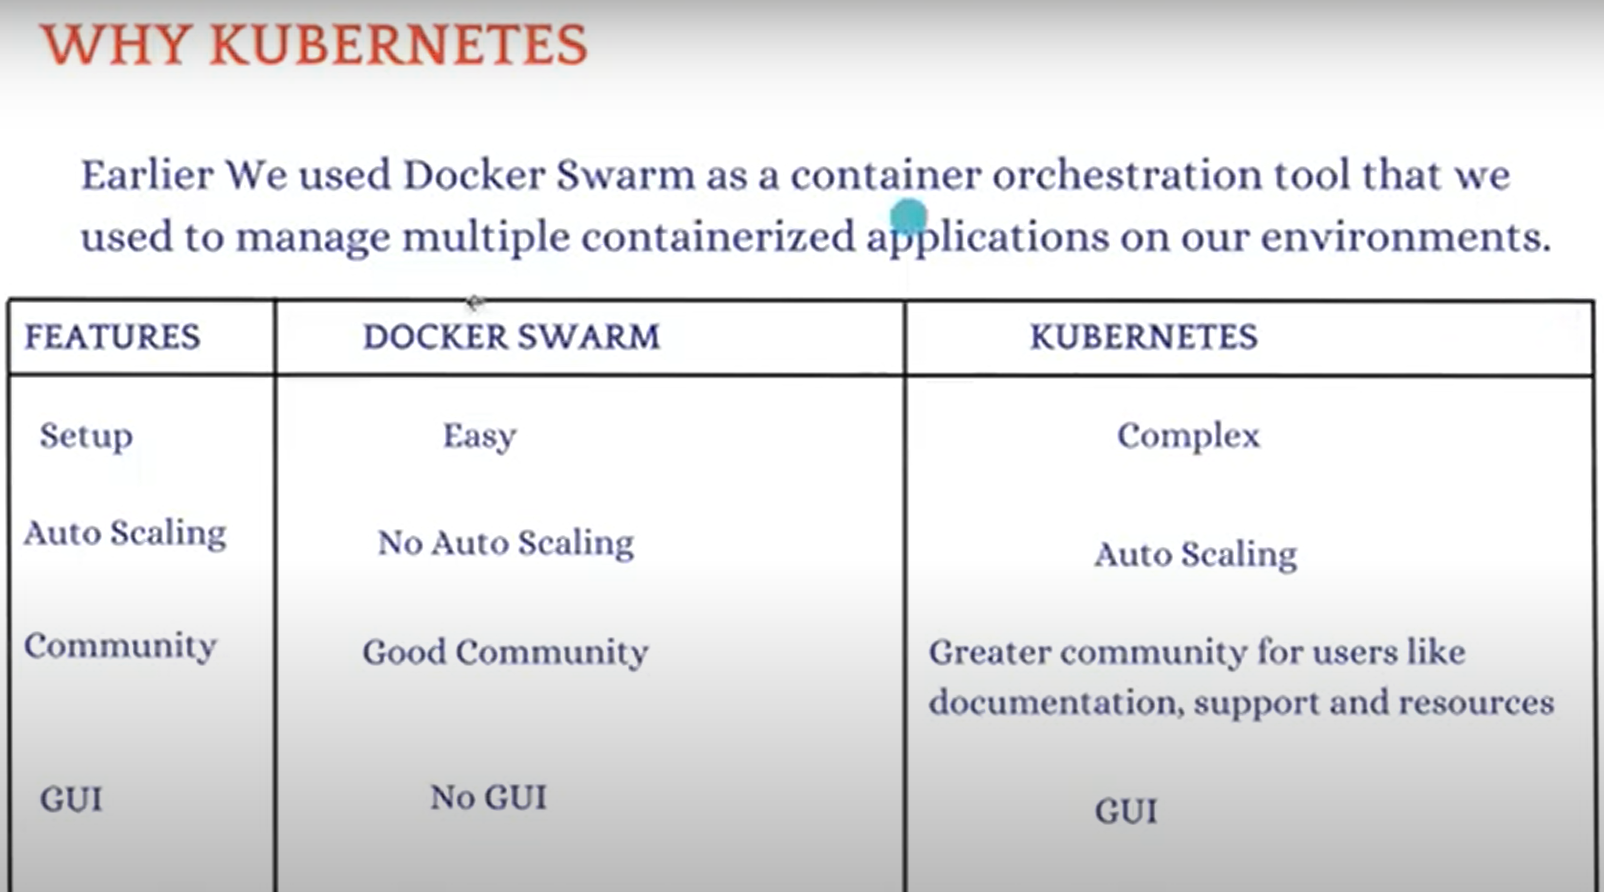 WHY KUBERNETES
Earlier We used Docker Swarm as a container orchestration tool that we
used to manage multiple containerized applications on our environments.
FEATURES DOCKER SWARM KUBERNETES
Setup Easy Complex
Auto Scaling No Auto Scaling Auto Scaling
Community Good Community Greater community for users like
documentation, support and resources
GUI No GUI GUI